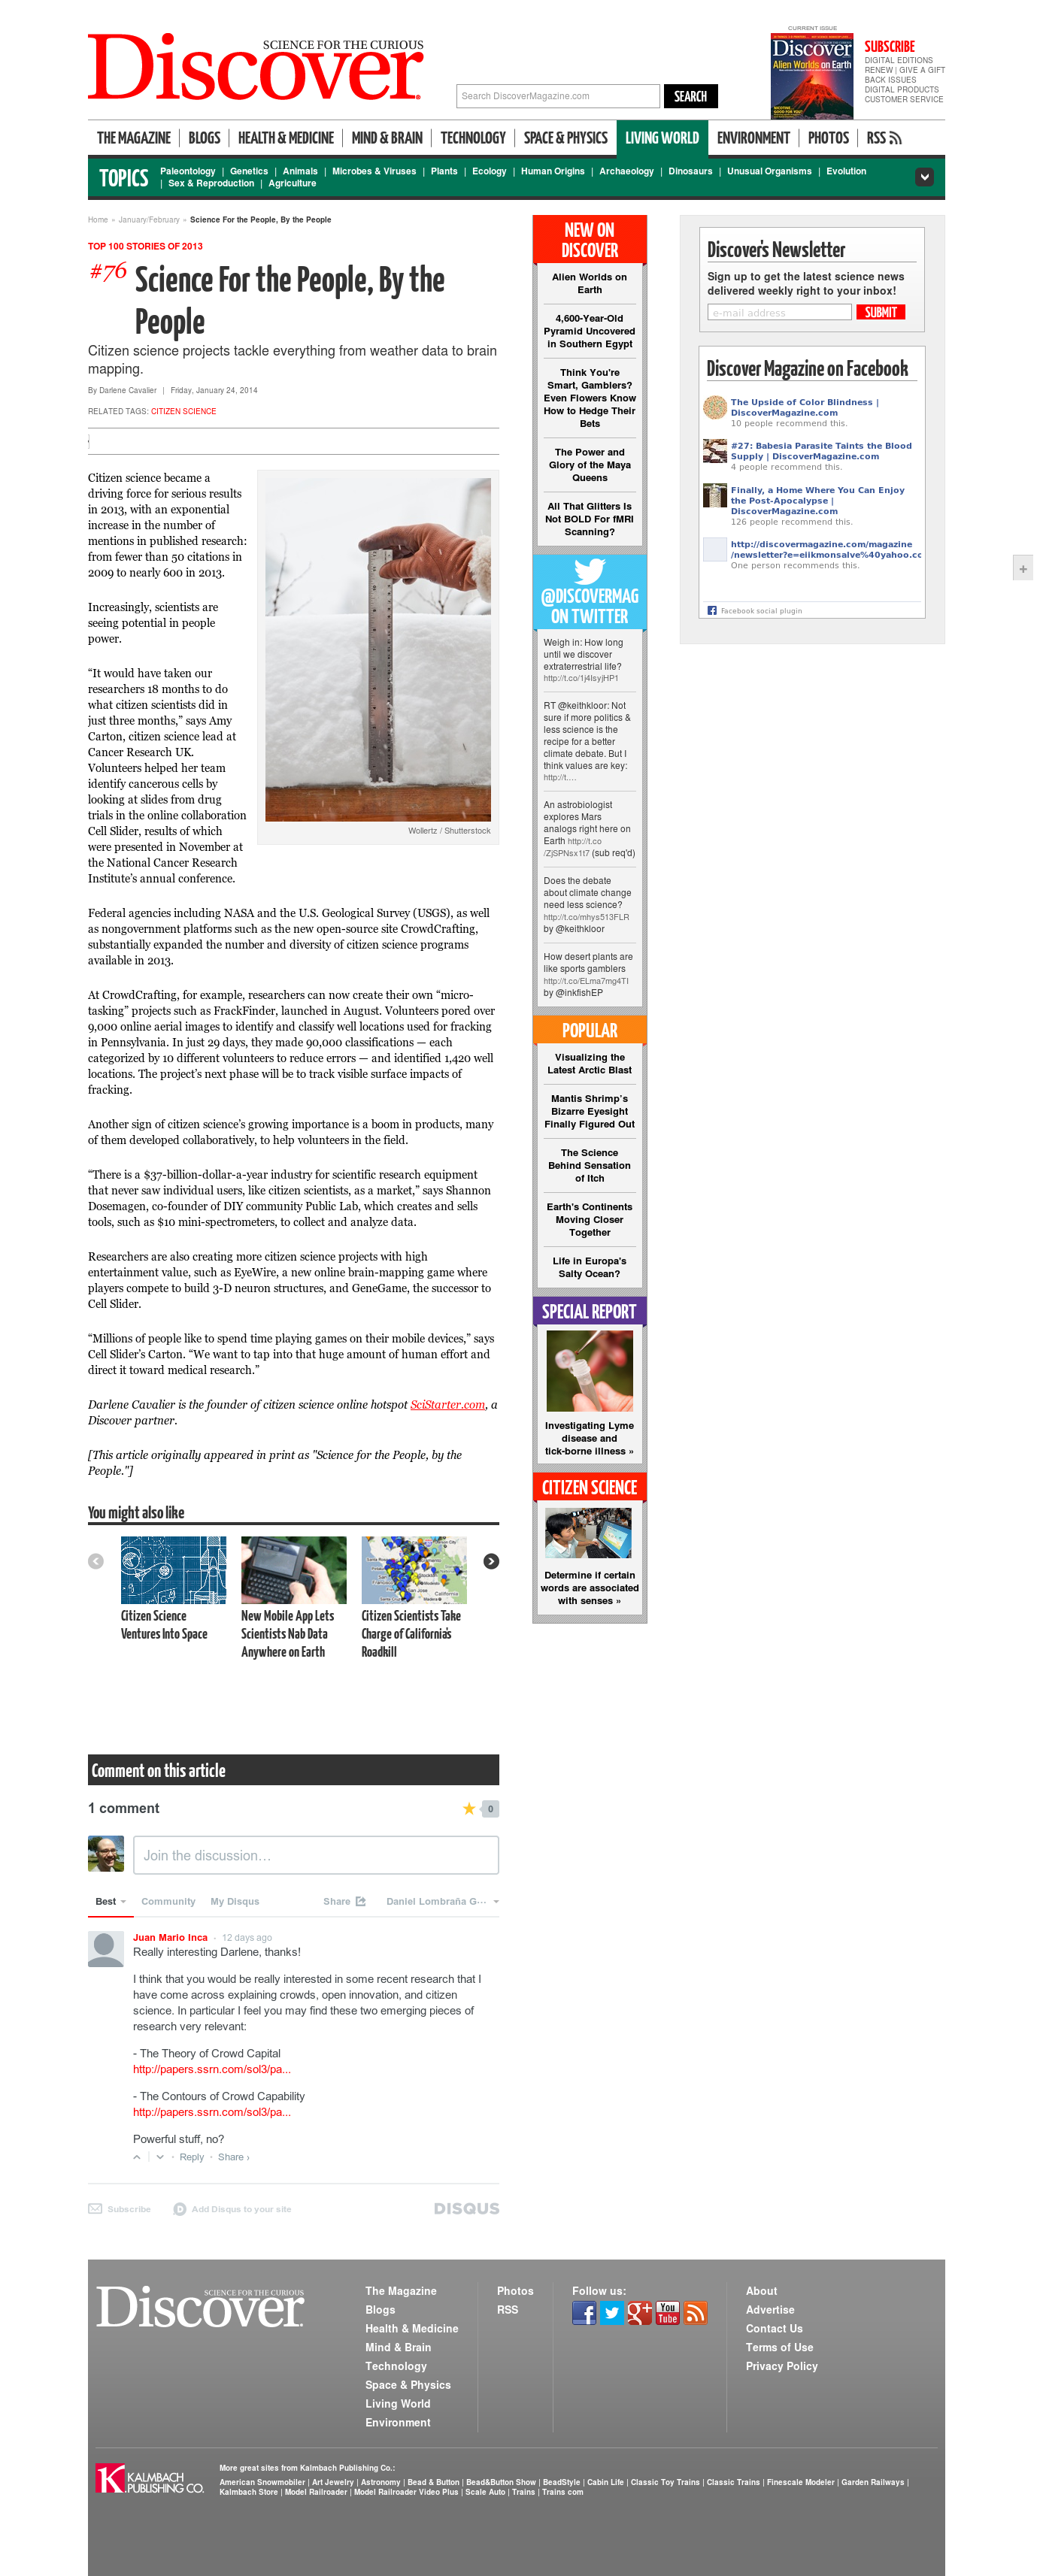 CURRENT ISSUE
Discover
SCIENCE FOR THE CURIOUS
Search DiscoverMagazine.com
SEARCH
Discover
Alien Worlds on Earth
SUBSCRIBE
DIGITAL EDITIONS
RENEW | GIVE A GIFT
BACK ISSUES
DIGITAL PRODUCTS
CUSTOMER SERVICE
THE MAGAZINE
BLOGS
HEALTH & MEDICINE
MIND & BRAIN
TECHNOLOGY
SPACE & PHYSICS
LIVING WORLD
ENVIRONMENT
PHOTOS
RSS
TOPICS
Paleontology | Genetics | Animals | Microbes & Viruses | Plants | Ecology | Human Origins | Archaeology | Dinosaurs | Unusual Organisms | Evolution
| Sex & Reproduction | Agriculture
Home » January/February » Science For the People, By the People
TOP 100 STORIES OF 2013
#76 Science For the People, By the
People
Citizen science projects tackle everything from weather data to brain
mapping.
By Darlene Cavalier | Friday, January 24, 2014
RELATED TAGS: CITIZEN SCIENCE
Citizen science became a
driving force for serious results
in 2013, with an exponential
increase in the number of
mentions in published research:
from fewer than 50 citations in
2009 to nearly 600 in 2013.
Increasingly, scientists are
seeing potential in people
power.
“It would have taken our
researchers 18 months to do
what citizen scientists did in
just three months,” says Amy
Carton, citizen science lead at
Cancer Research UK.
Volunteers helped her team
identify cancerous cells by
looking at slides from drug
trials in the online collaboration
Cell Slider, results of which
were presented in November at
the National Cancer Research
Institute’s annual conference.
Wollertz / Shutterstock
Federal agencies including NASA and the U.S. Geological Survey (USGS), as well
as nongovernment platforms such as the new open-source site CrowdCrafting,
substantially expanded the number and diversity of citizen science programs
available in 2013.
At CrowdCrafting, for example, researchers can now create their own “micro-
tasking” projects such as FrackFinder, launched in August. Volunteers pored over
9,000 online aerial images to identify and classify well locations used for fracking
in Pennsylvania. In just 29 days, they made 90,000 classifications — each
categorized by 10 different volunteers to reduce errors — and identified 1,420 well
locations. The project’s next phase will be to track visible surface impacts of
fracking.
Another sign of citizen science’s growing importance is a boom in products, many
of them developed collaboratively, to help volunteers in the field.
“There is a $37-billion-dollar-a-year industry for scientific research equipment
that never saw individual users, like citizen scientists, as a market,” says Shannon
Dosemagen, co-founder of DIY community Public Lab, which creates and sells
tools, such as $10 mini-spectrometers, to collect and analyze data.
Researchers are also creating more citizen science projects with high
entertainment value, such as EyeWire, a new online brain-mapping game where
players compete to build 3-D neuron structures, and GeneGame, the successor to
Cell Slider.
“Millions of people like to spend time playing games on their mobile devices,” says
Cell Slider’s Carton. “We want to tap into that huge amount of human effort and
direct it toward medical research.”
Darlene Cavalier is the founder of citizen science online hotspot SciStarter.com, a
Discover partner.
[This article originally appeared in print as "Science for the People, by the
People."]
You might also like
Citizen Science
Ventures Into Space
New Mobile App Lets
Scientists Nab Data
Anywhere on Earth
Citizen Scientists Take
Charge of California's
Roadkill
Comment on this article
1 comment
0
Join the discussion…
Best
Community
My Disqus
Share
Daniel Lombraña G…
Juan Mario Inca • 12 days ago
Really interesting Darlene, thanks!
I think that you would be really interested in some recent research that I
have come across explaining crowds, open innovation, and citizen
science. In particular I feel you may find these two emerging pieces of
research very relevant:
- The Theory of Crowd Capital
http://papers.ssrn.com/sol3/pa...
- The Contours of Crowd Capability
http://papers.ssrn.com/sol3/pa...
Powerful stuff, no?
• Reply • Share ›
Subscribe
Add Disqus to your site
DISQUS
NEW ON
DISCOVER
Alien Worlds on
Earth
4,600-Year-Old
Pyramid Uncovered
in Southern Egypt
Think You're
Smart, Gamblers?
Even Flowers Know
How to Hedge Their
Bets
The Power and
Glory of the Maya
Queens
All That Glitters Is
Not BOLD For fMRI
Scanning?
@DISCOVERMAG
ON TWITTER
Weigh in: How long
until we discover
extraterrestrial life?
http://t.co/1j4IsyjHP1
RT @keithkloor: Not
sure if more politics &
less science is the
recipe for a better
climate debate. But I
think values are key:
http://t.…
An astrobiologist
explores Mars
analogs right here on
Earth http://t.co
/ZjSPNsx1t7 (sub req'd)
Does the debate
about climate change
need less science?
http://t.co/mhys513FLR
by @keithkloor
How desert plants are
like sports gamblers
http://t.co/ELma7mg4TI
by @inkfishEP
POPULAR
Visualizing the
Latest Arctic Blast
Mantis Shrimp's
Bizarre Eyesight
Finally Figured Out
The Science
Behind Sensation
of Itch
Earth's Continents
Moving Closer
Together
Life in Europa's
Salty Ocean?
SPECIAL REPORT
Investigating Lyme
disease and
tick-borne illness »
CITIZEN SCIENCE
Determine if certain
words are associated
with senses »
Discover's Newsletter
Sign up to get the latest science news
delivered weekly right to your inbox!
e-mail address
SUBMIT
Discover Magazine on Facebook
The Upside of Color Blindness |
DiscoverMagazine.com
10 people recommend this.
#27: Babesia Parasite Taints the Blood
Supply | DiscoverMagazine.com
4 people recommend this.
Finally, a Home Where You Can Enjoy
the Post-Apocalypse |
DiscoverMagazine.com
126 people recommend this.
http://discovermagazine.com/magazine
/newsletter?e=eiikmonsalve%40yahoo.cc
One person recommends this.
Facebook social plugin
+
Discover
SCIENCE FOR THE CURIOUS
The Magazine
Blogs
Health & Medicine
Mind & Brain
Technology
Space & Physics
Living World
Environment
Photos
RSS
Follow us:
You
Tube
About
Advertise
Contact Us
Terms of Use
Privacy Policy
K KALMBACH
PUBLISHING CO.
More great sites from Kalmbach Publishing Co.:
American Snowmobiler | Art Jewelry | Astronomy | Bead & Button | Bead&Button Show | BeadStyle | Cabin Life | Classic Toy Trains | Classic Trains | Finescale Modeler | Garden Railways |
Kalmbach Store | Model Railroader | Model Railroader Video Plus | Scale Auto | Trains | Trains com